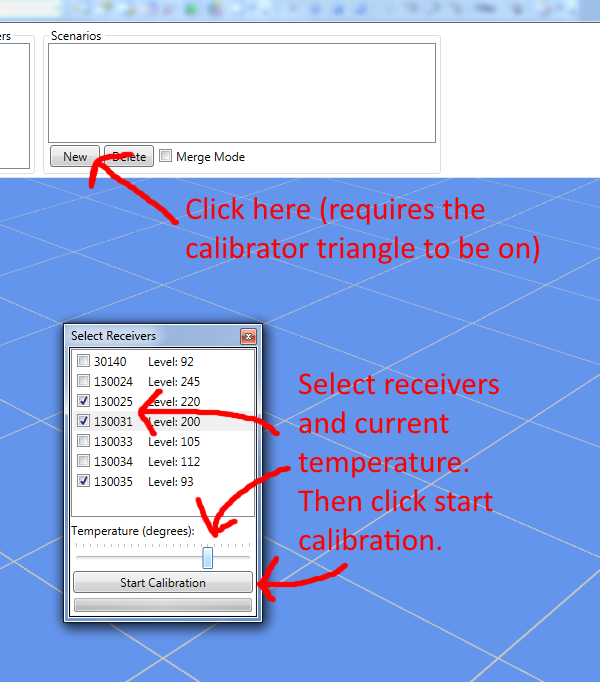 ers
Scenarios
New Delete Merge Mode
Click here (requires the
calibrator triangle to be on)
Select Receivers
30140 Level: 92
130024 Level: 245
130025 Level: 220
130031 Level: 200
130033 Level: 105
130034 Level: 112
130035 Level: 93
Temperature (degrees):
Start Calibration
Select receivers
and current
temperature.
Then click start
calibration.